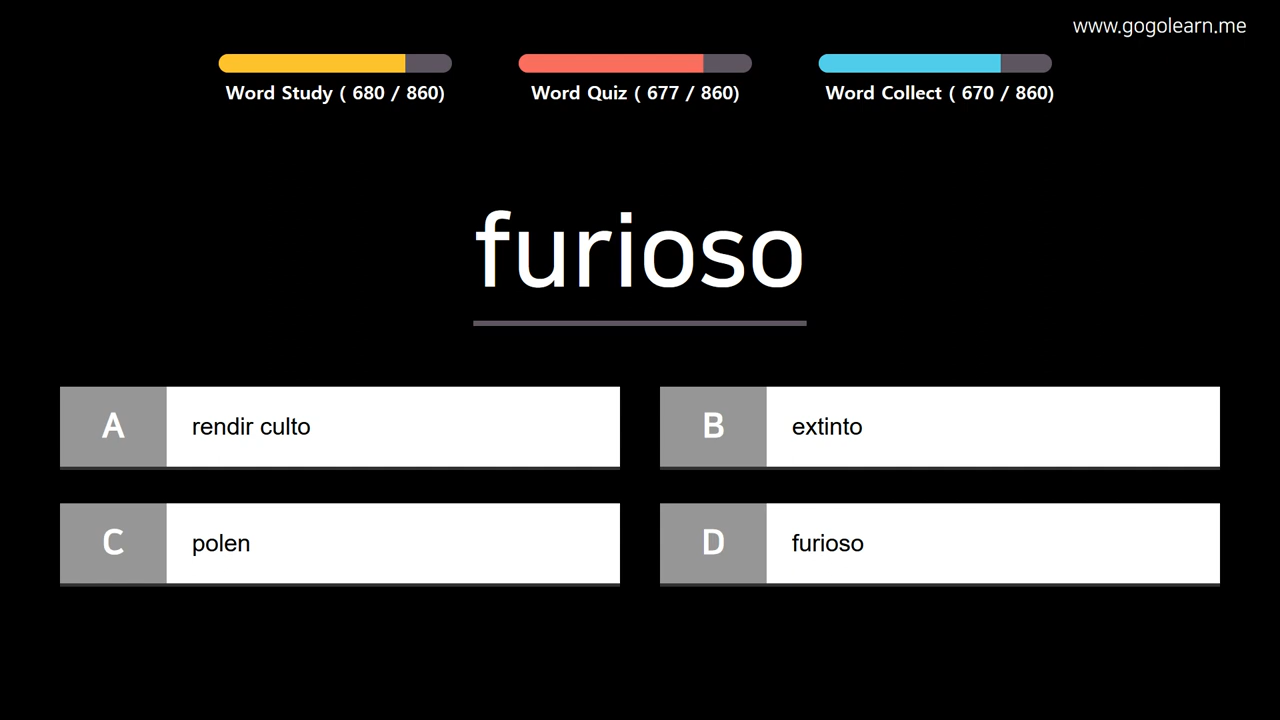 www.gogolearn.me
Word Study ( 680 / 860)
Word Quiz ( 677 / 860)
Word Collect ( 670 / 860)
furioso
A rendir culto
B extinto
C polen
D furioso